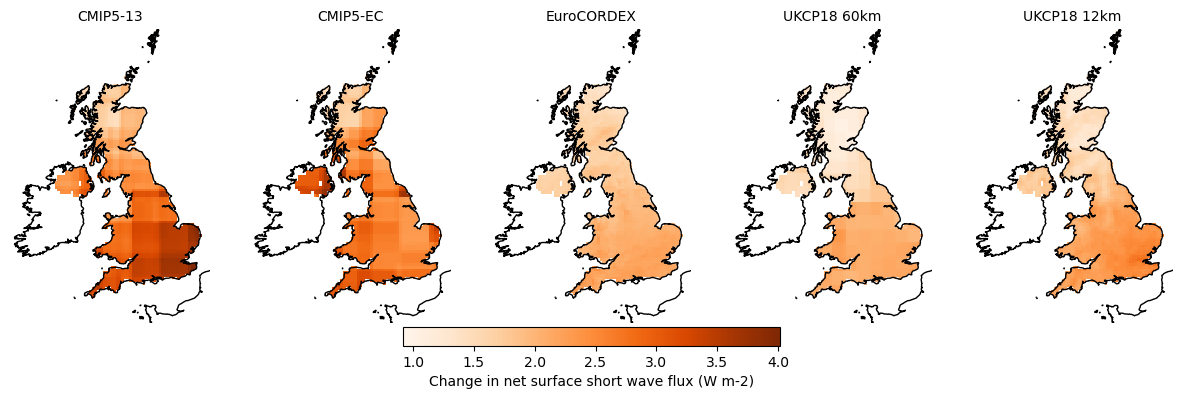 CMIP5-13 CMIP5-EC EuroCORDEX UKCP18 60km UKCP18 12km
1.0 1.5 2.0 2.5 3.0 3.5 4.0
Change in net surface short wave flux (W m-2)